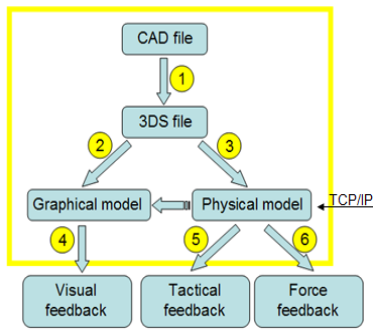 CAD file
1
3DS file
2
3
Graphical model
Physical model
TCP/IP
4
5
6
Visual
feedback
Tactical
feedback
Force
feedback